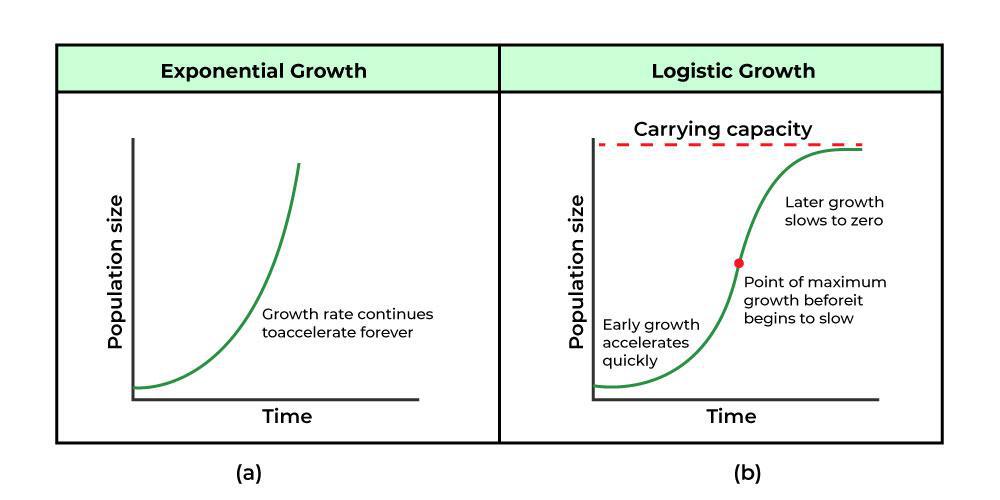 Exponential Growth
Logistic Growth
Population size
Growth rate continues
toaccelerate forever
Time
Carrying capacity
Population size
Later growth
slows to zero
Point of maximum
growth beforeit
begins to slow
Early growth
accelerates
quickly
Time
(a)
(b)